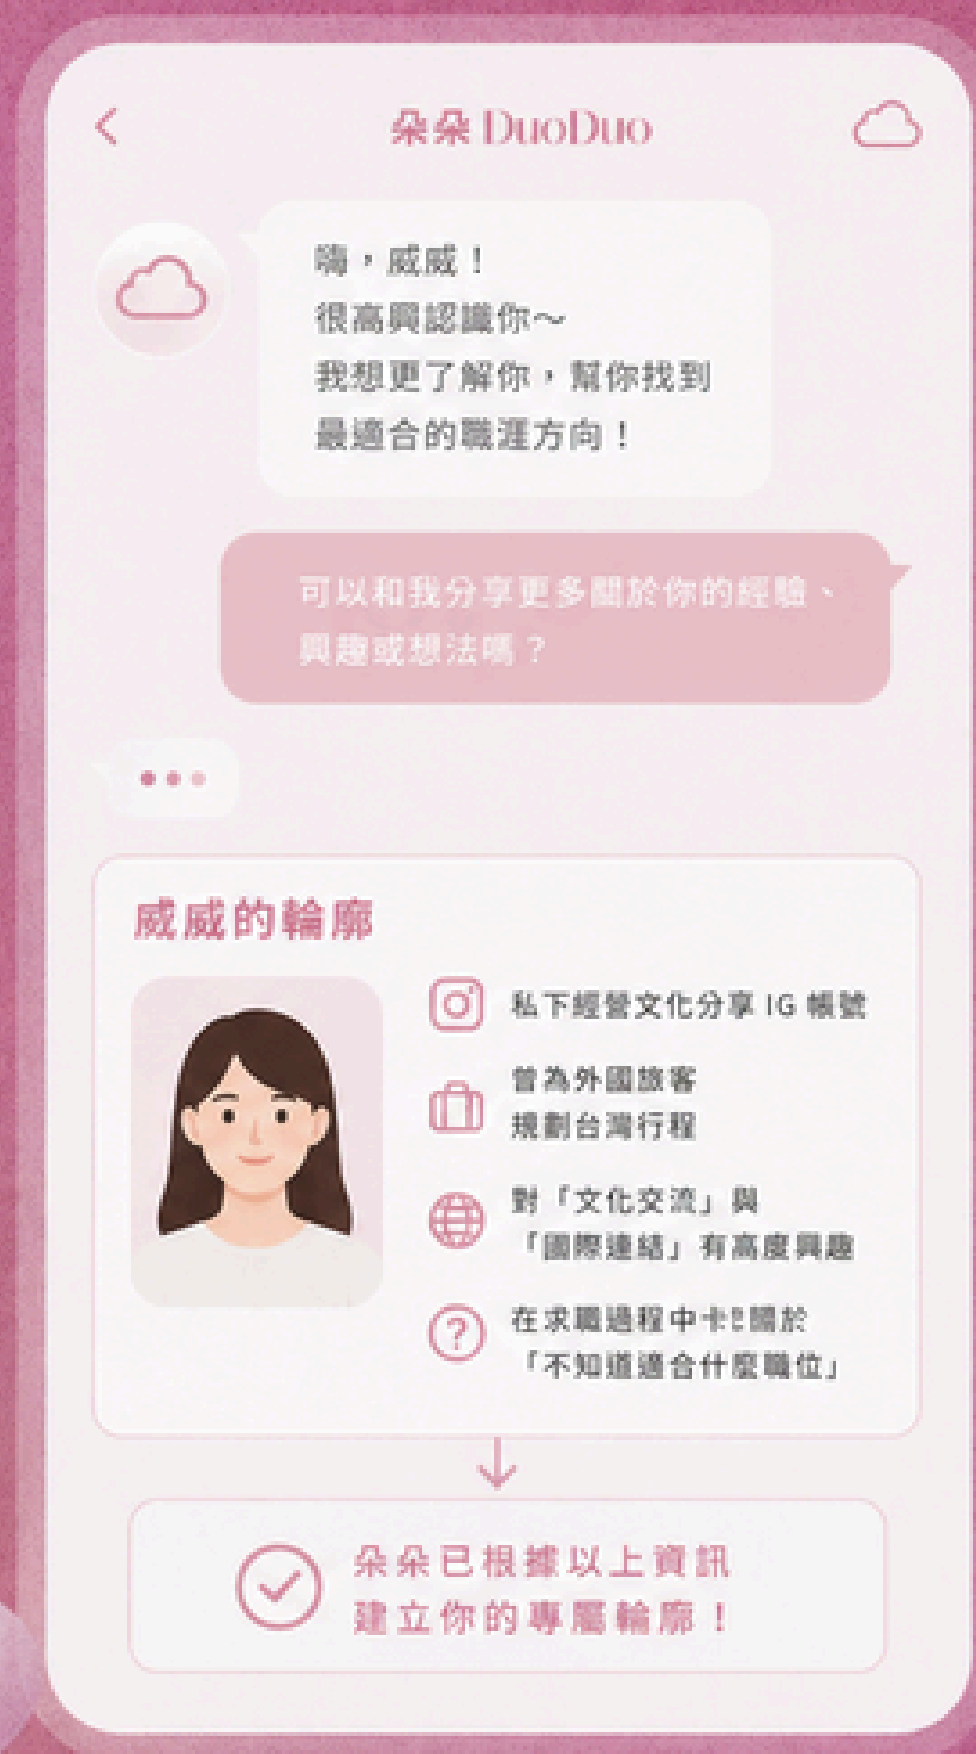 朵朵 DuoDuo
嗨，威威！
很高興認識你～
我想更了解你，幫你找到
最適合的職涯方向！
可以和我分享更多關於你的經驗、
興趣或想法嗎？
威威的輪廓
私下經營文化分享 IG 帳號
曾為外國旅客
規劃台灣行程
對「文化交流」與
「國際連結」有高度興趣
在求職過程中卡關於
「不知道適合什麼職位」
朵朵已根據以上資訊
建立你的專屬輪廓！